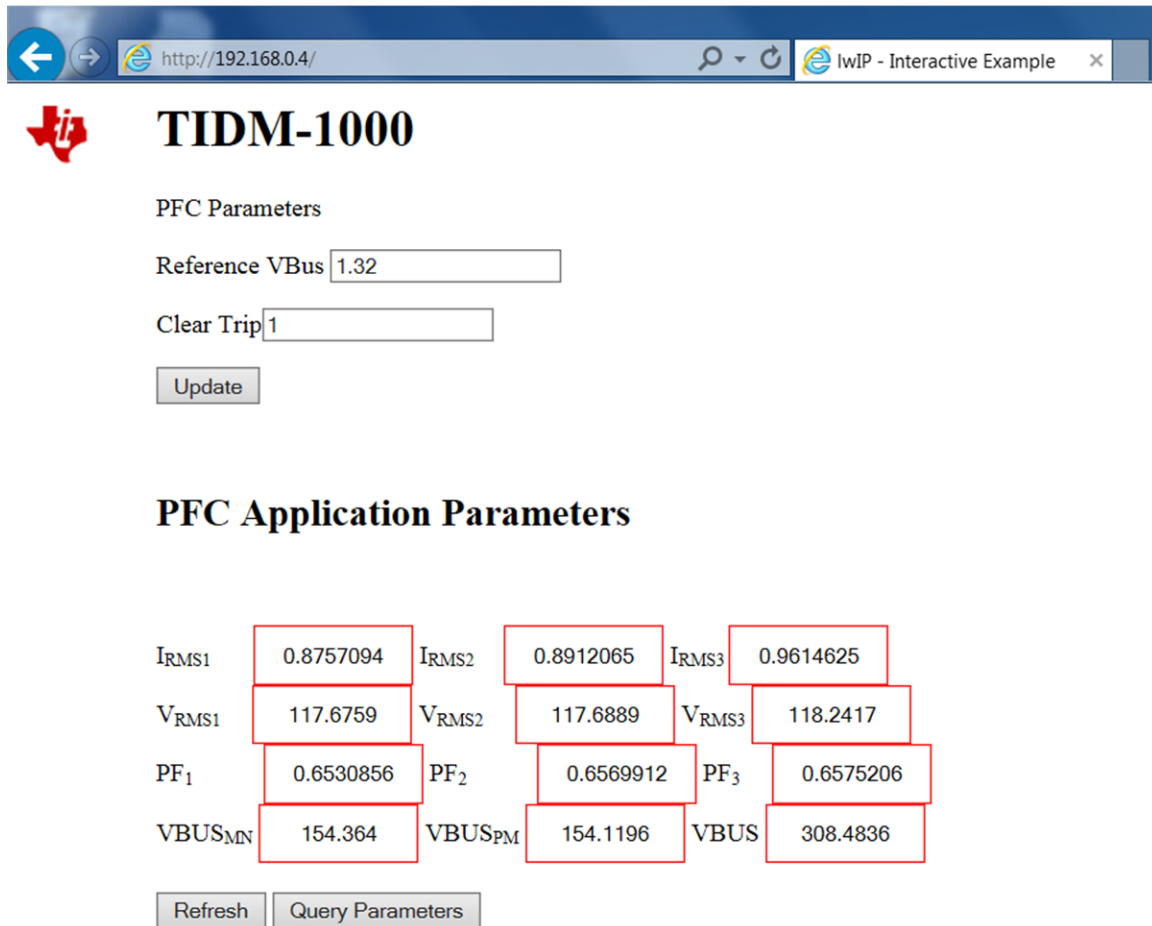 http://192.168.0.4/ lwIP - Interactive Example
TIDM-1000
PFC Parameters
Reference VBus 1.32
Clear Trip 1
Update
PFC Application Parameters
IRMS1 0.8757094 IRMS2 0.8912065 IRMS3 0.9614625
VRMS1 117.6759 VRMS2 117.6889 VRMS3 118.2417
PF1 0.6530856 PF2 0.6569912 PF3 0.6575206
VBUSMN 154.364 VBUSPM 154.1196 VBUS 308.4836
Refresh Query Parameters